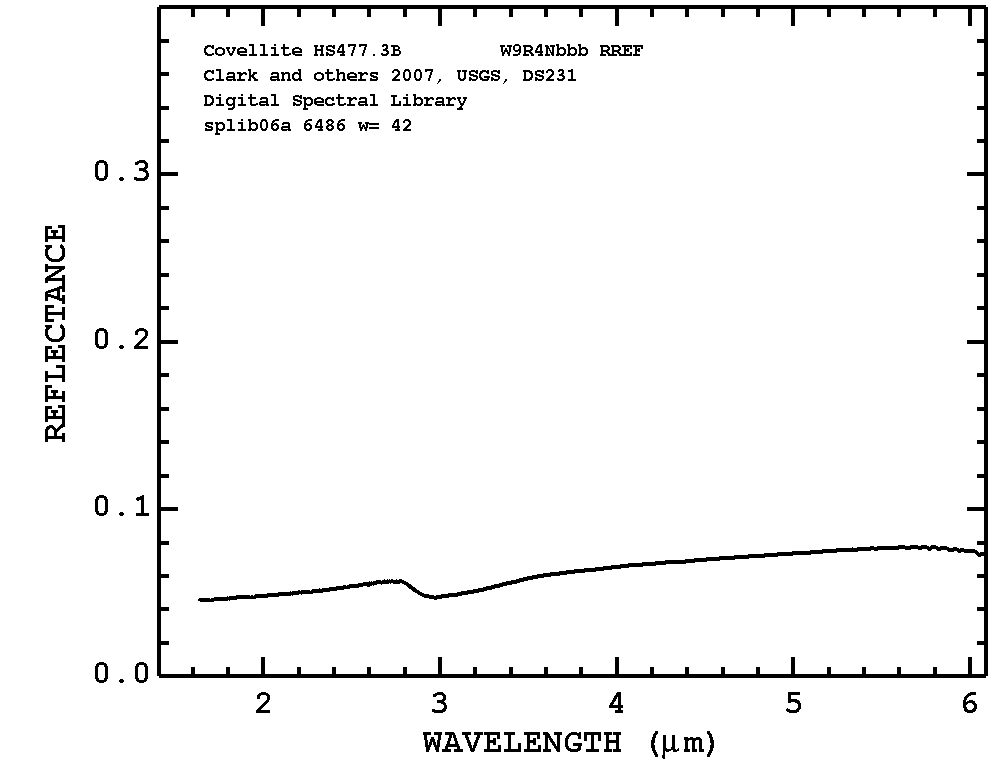 Covellite HS477.3B W9R4Nbbb RREF
Clark and others 2007, USGS, DS231
Digital Spectral Library
splib06a 6486 w= 42
0.3
0.2
0.1
0.0
REFLECTANCE
2 3 4 5 6
WAVELENGTH (μm)